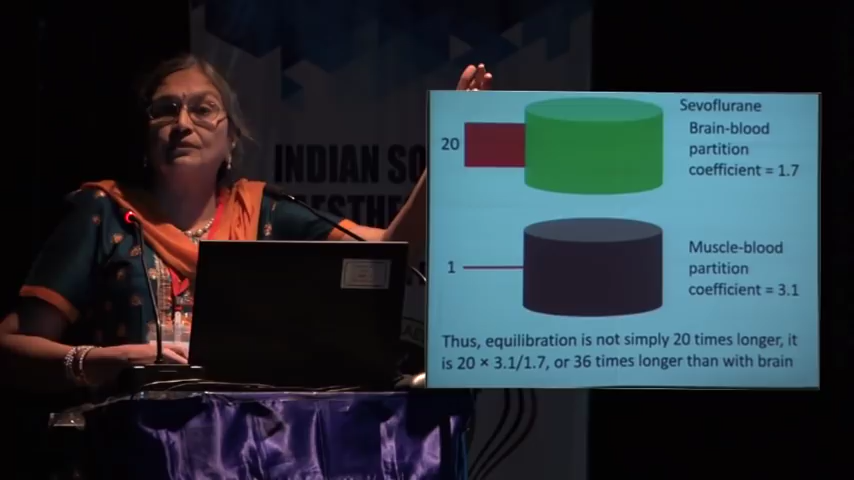 INDIAN SO
20
Sevoflurane
Brain-blood
partition
coefficient = 1.7
1
Muscle-blood
partition
coefficient = 3.1
Thus, equilibration is not simply 20 times longer, it
is 20 × 3.1/1.7, or 36 times longer than with brain